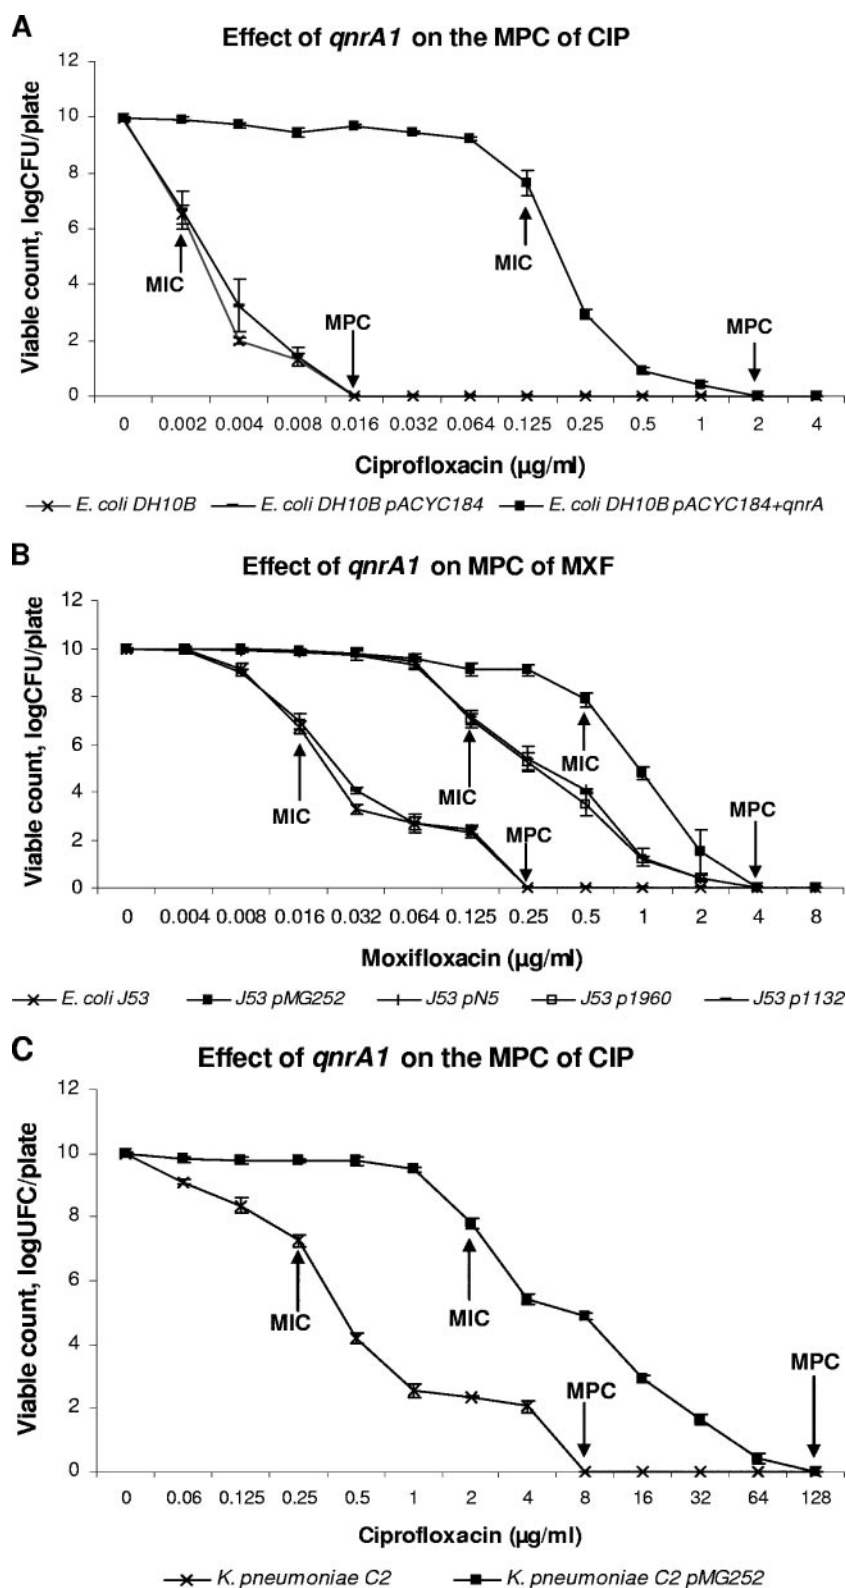 A
Effect of qnrA1 on the MPC of CIP
Viable count, logCFU/plate
12
10
8
6
4
2
0
MIC
MPC
MIC
MPC
0 0.002 0.004 0.008 0.016 0.032 0.064 0.125 0.25 0.5 1 2 4
Ciprofloxacin (µg/ml)
E. coli DH10B E. coli DH10B pACYC184 E. coli DH10B pACYC184+qnrA
B
Effect of qnrA1 on MPC of MXF
Viable count, logCFU/plate
12
10
8
6
4
2
0
MIC
MIC
MPC
MIC
MPC
0 0.004 0.008 0.016 0.032 0.064 0.125 0.25 0.5 1 2 4 8
Moxifloxacin (µg/ml)
E. coli J53 J53 pMG252 J53 pN5 J53 p1960 J53 p1132
C
Effect of qnrA1 on the MPC of CIP
Viable count, logUFC/plate
12
10
8
6
4
2
0
MIC
MIC
MPC
MPC
0 0.06 0.125 0.25 0.5 1 2 4 8 16 32 64 128
Ciprofloxacin (µg/ml)
K. pneumoniae C2 K. pneumoniae C2 pMG252